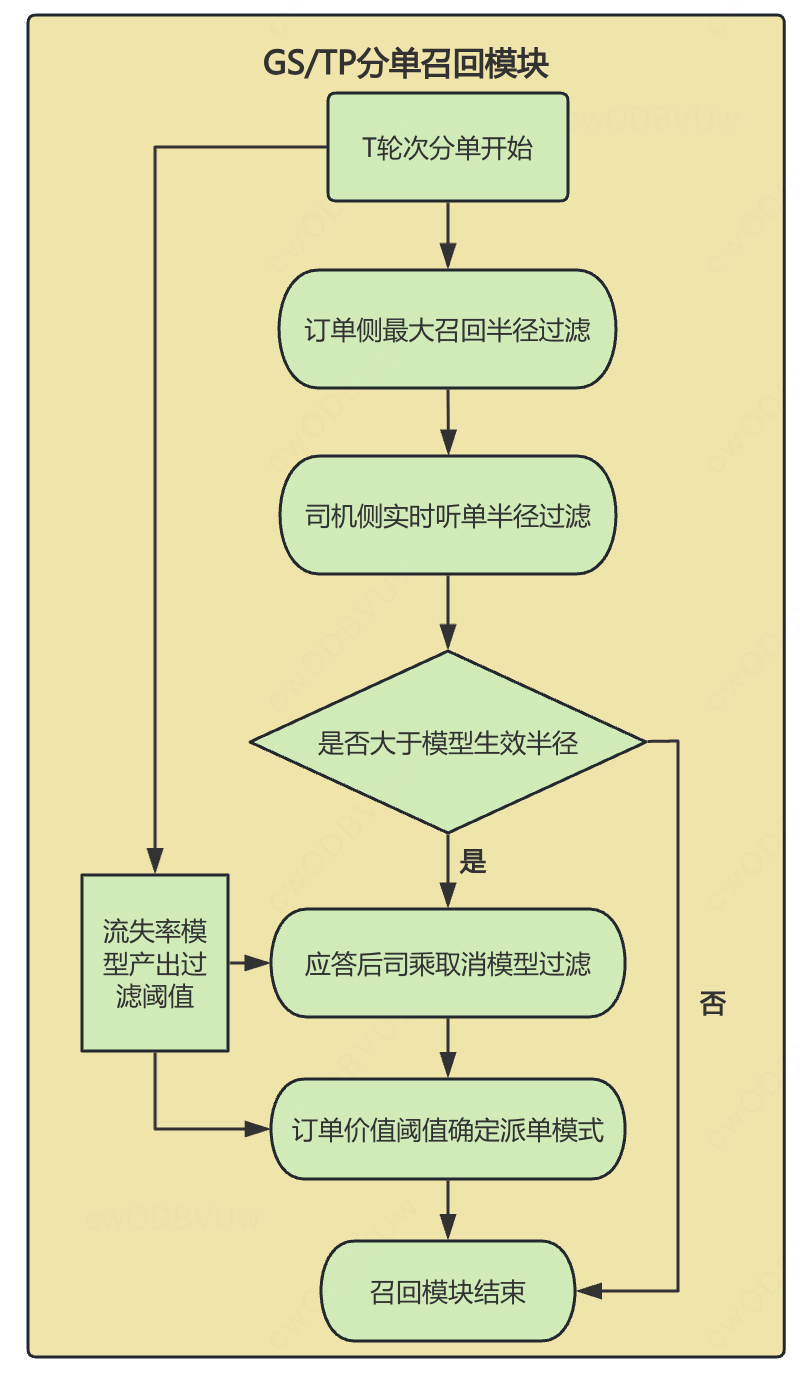 GS/TP分单召回模块
T轮次分单开始
订单侧最大召回半径过滤
司机侧实时听单半径过滤
是否大于模型生效半径
是
流失率模
型产出过
滤阈值
应答后司乘取消模型过滤
否
订单价值阈值确定派单模式
召回模块结束
cwODBVUw